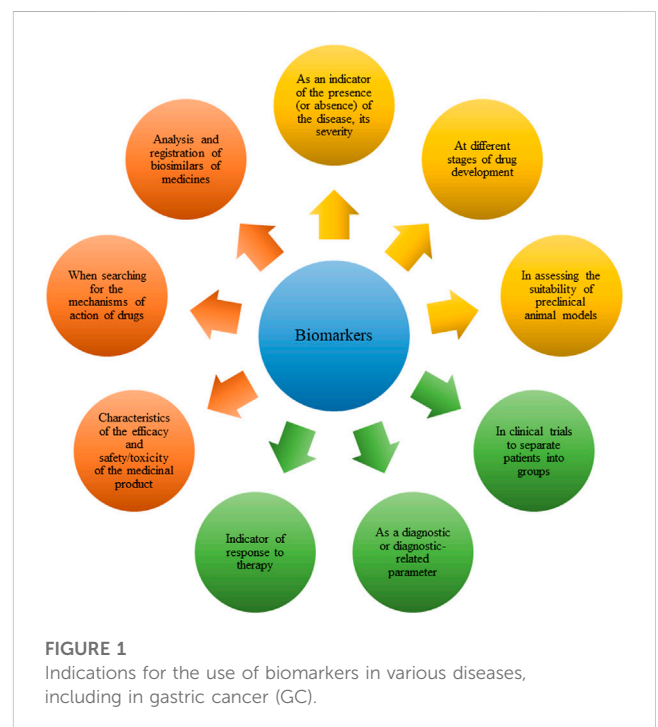 As an indicator
of the presence
(or absence) of
the disease, its
severity
At different
stages of drug
development
In assessing the
suitability of
preclinical
animal models
In clinical trials
to separate
patients into
groups
As a diagnostic
or diagnostic-
related
parameter
Indicator of
response to
therapy
Characteristics
of the efficacy
and
safety/toxicity
of the medicinal
product
When searching
for the
mechanisms of
action of drugs
Analysis and
registration of
biosimilars of
medicines
Biomarkers
FIGURE 1
Indications for the use of biomarkers in various diseases,
including in gastric cancer (GC).